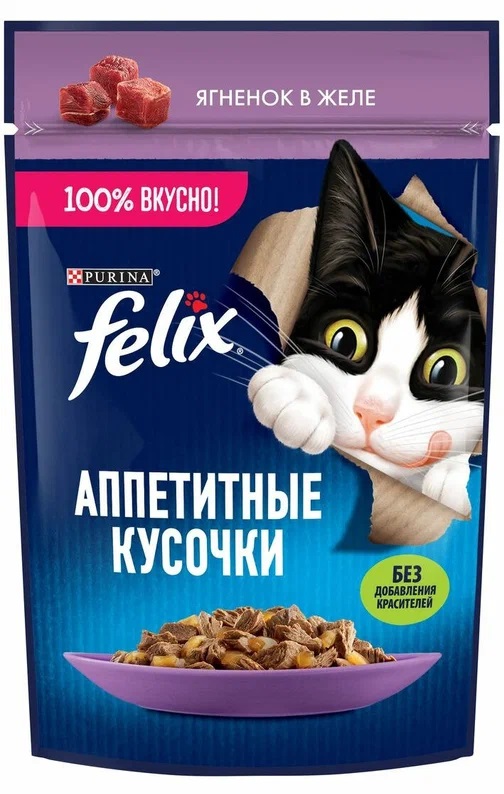 ЯГНЕНОК В ЖЕЛЕ
100% ВКУСНО!
PURINA®
felix®
АППЕТИТНЫЕ
КУСОЧКИ
БЕЗ
ДОБАВЛЕНИЯ
КРАСИТЕЛЕЙ